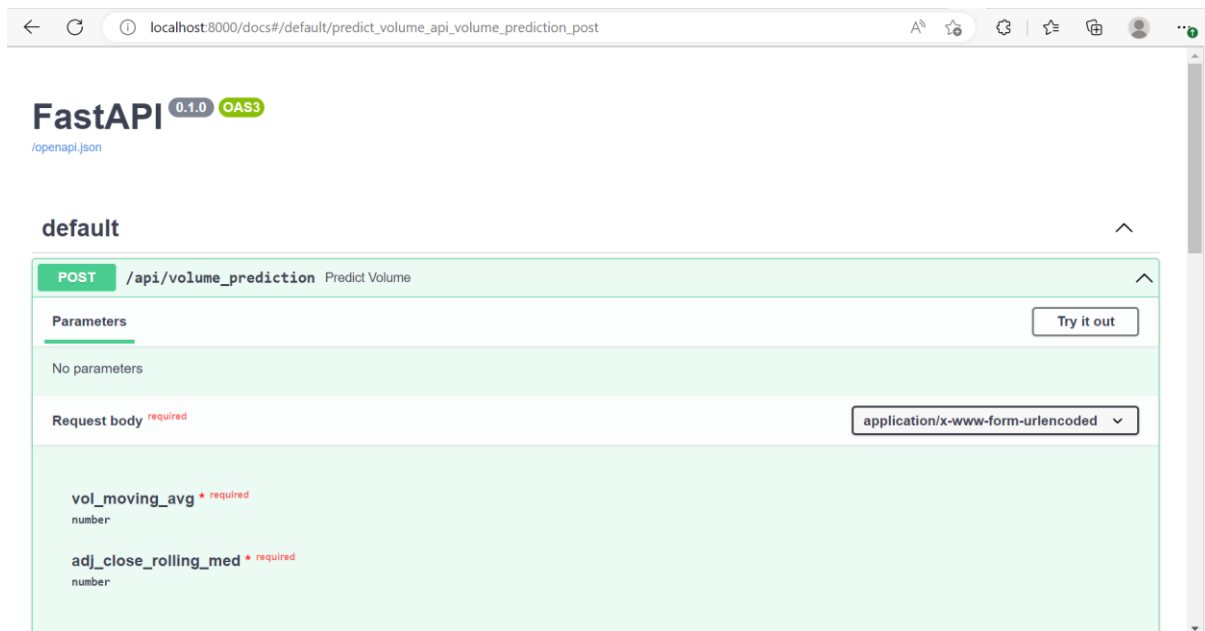 localhost:8000/docs#/default/predict_volume_api_volume_prediction_post
FastAPI 0.1.0 OAS3
/openapi.json
default
POST /api/volume_prediction Predict Volume
Parameters Try it out
No parameters
Request body required application/x-www-form-urlencoded
vol_moving_avg * required
number
adj_close_rolling_med * required
number